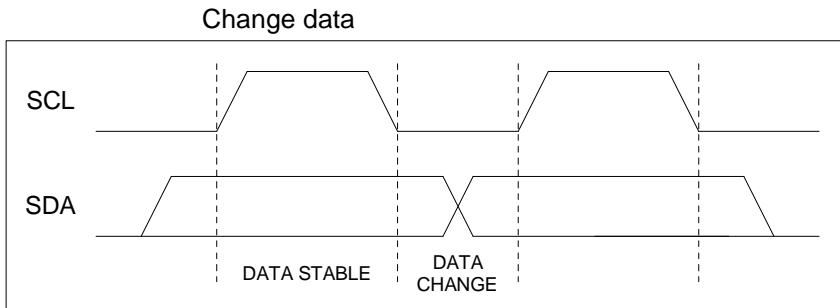 Change data
SCL
SDA
DATA STABLE
DATA
CHANGE